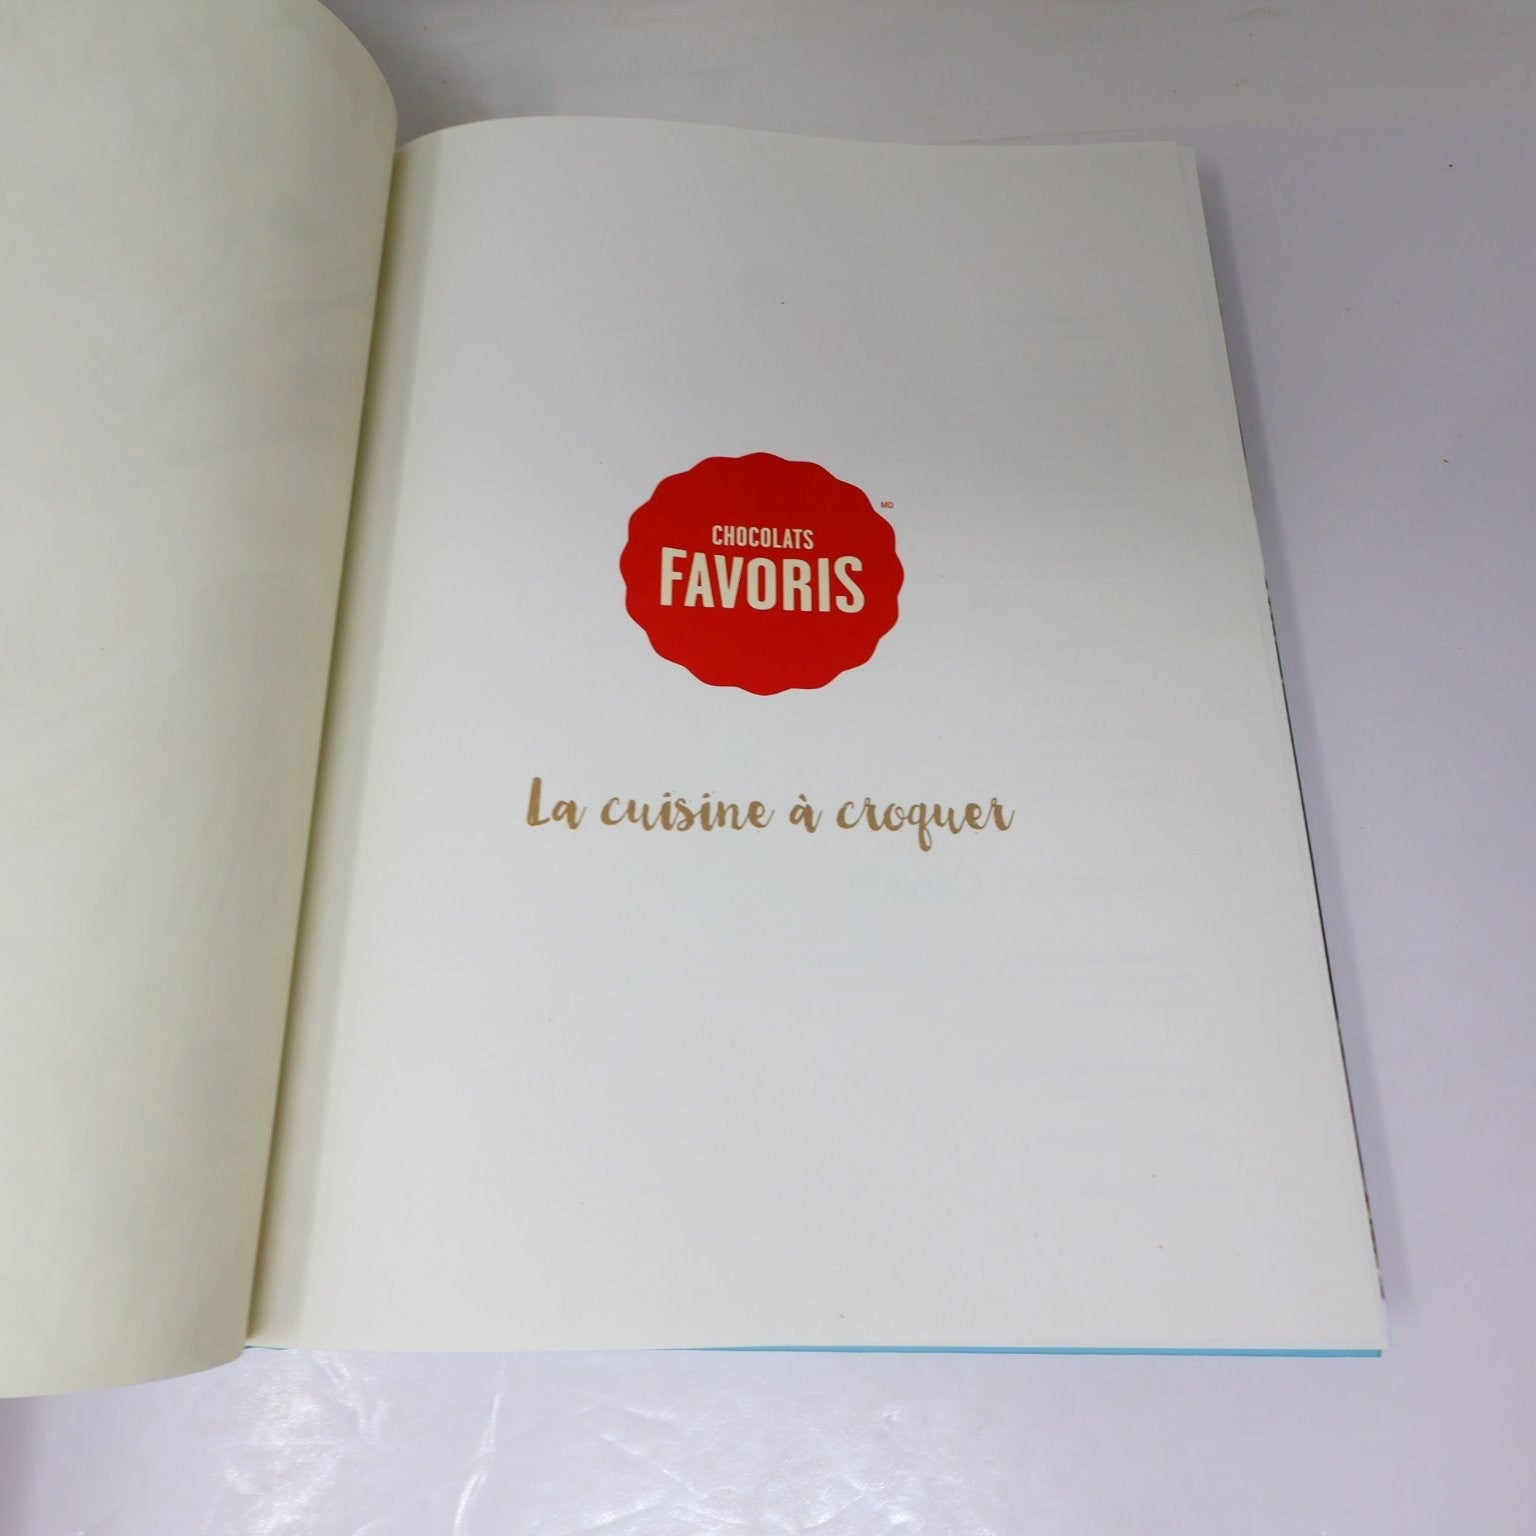 CHOCOLATS
FAVORIS
MD
La cuisine à croquer